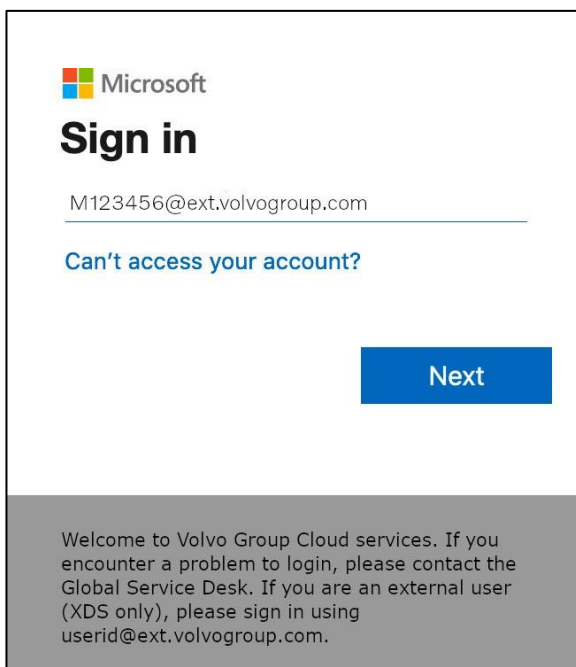 Microsoft
Sign in
M123456@ext.volvogroup.com
Can't access your account?
Next
Welcome to Volvo Group Cloud services. If you
encounter a problem to login, please contact the
Global Service Desk. If you are an external user
(XDS only), please sign in using
userid@ext.volvogroup.com.